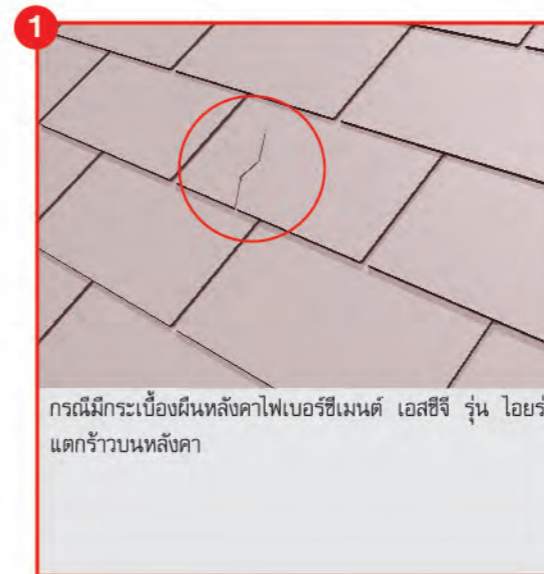 1
กรณีมีกระเบื้องผืนหลังคาไฟเบอร์ซีเมนต์ เอสซีจี รุ่น
แตกร้าวบนหลังคา